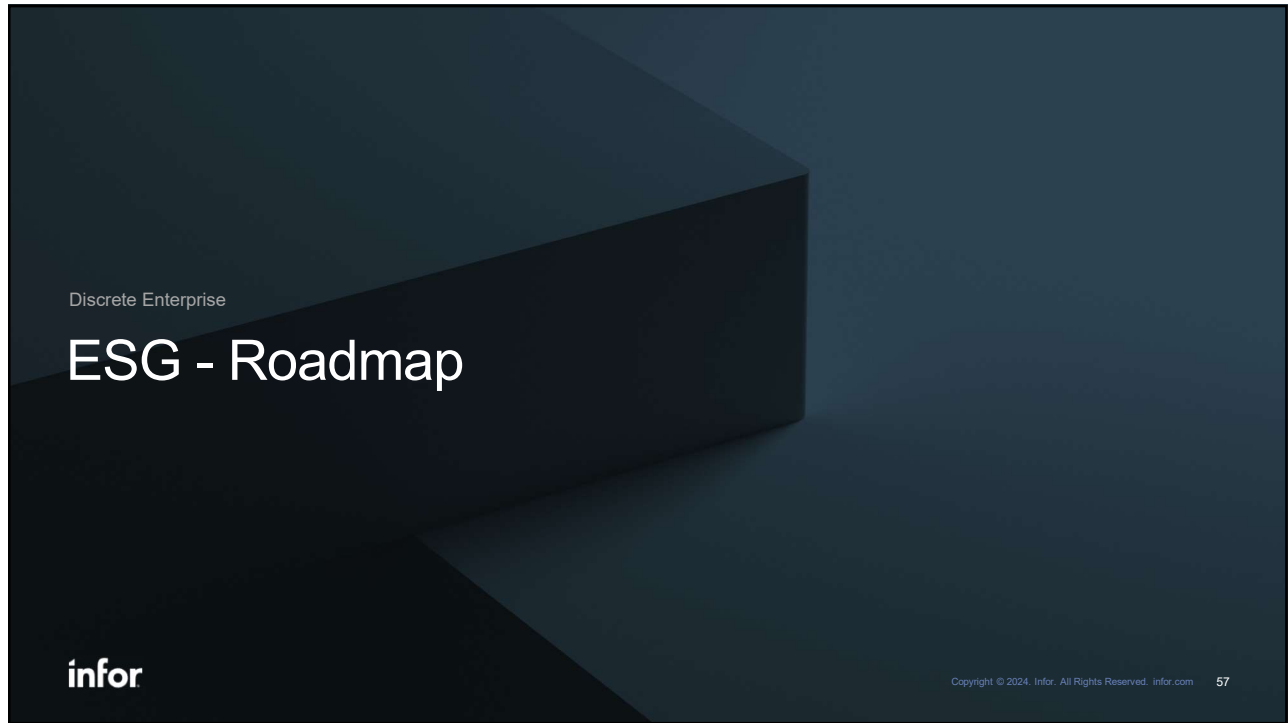 Discrete Enterprise
ESG - Roadmap
infor
Copyright © 2024. Infor. All Rights Reserved. infor.com 57